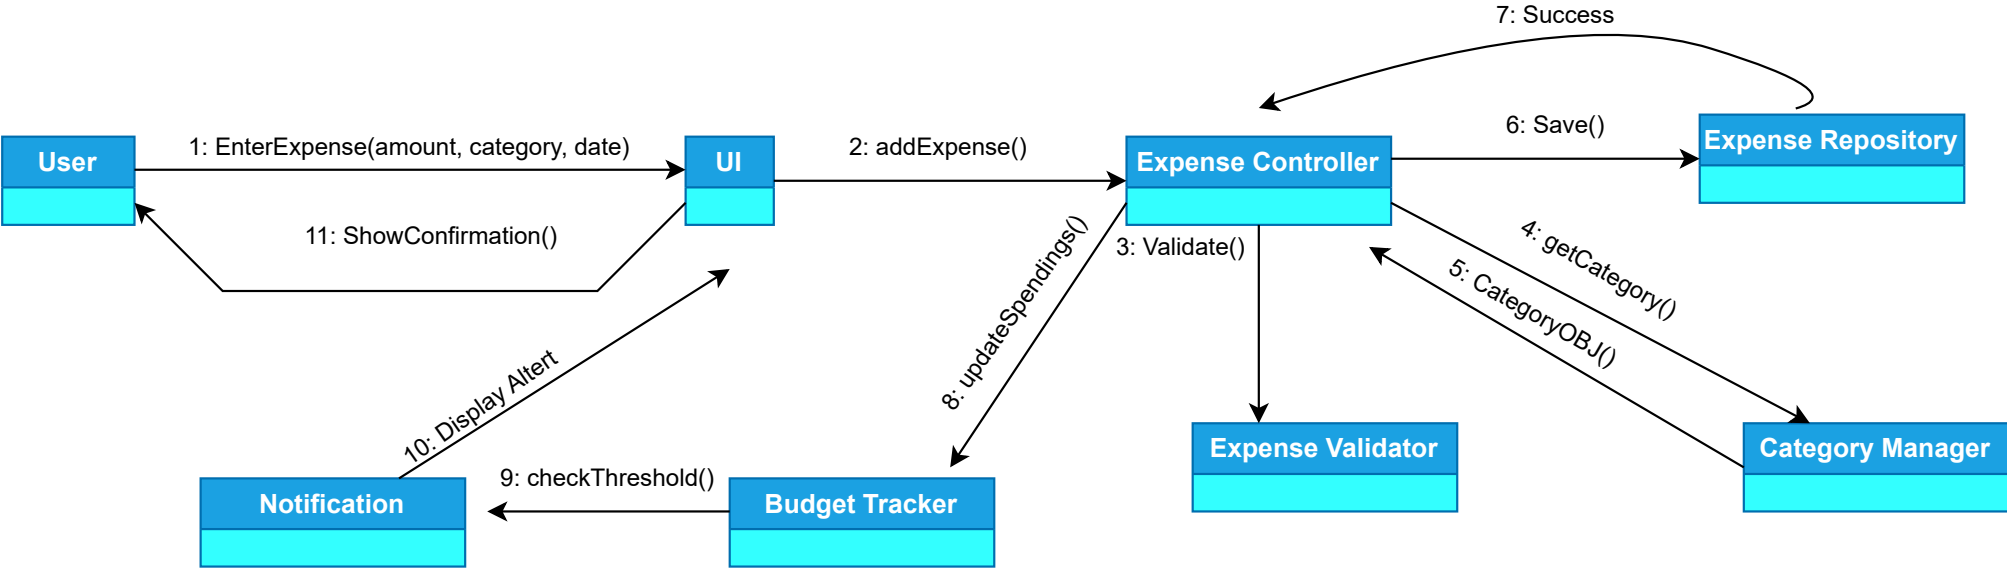 7: Success
User
1: EnterExpense(amount, category, date)
UI
2: addExpense()
Expense Controller
6: Save()
Expense Repository
11: ShowConfirmation()
3: Validate()
4: getCategory()
5: CategoryOBJ()
8: updateSpendings()
10: Display Altert
Notification
9: checkThreshold()
Budget Tracker
Expense Validator
Category Manager